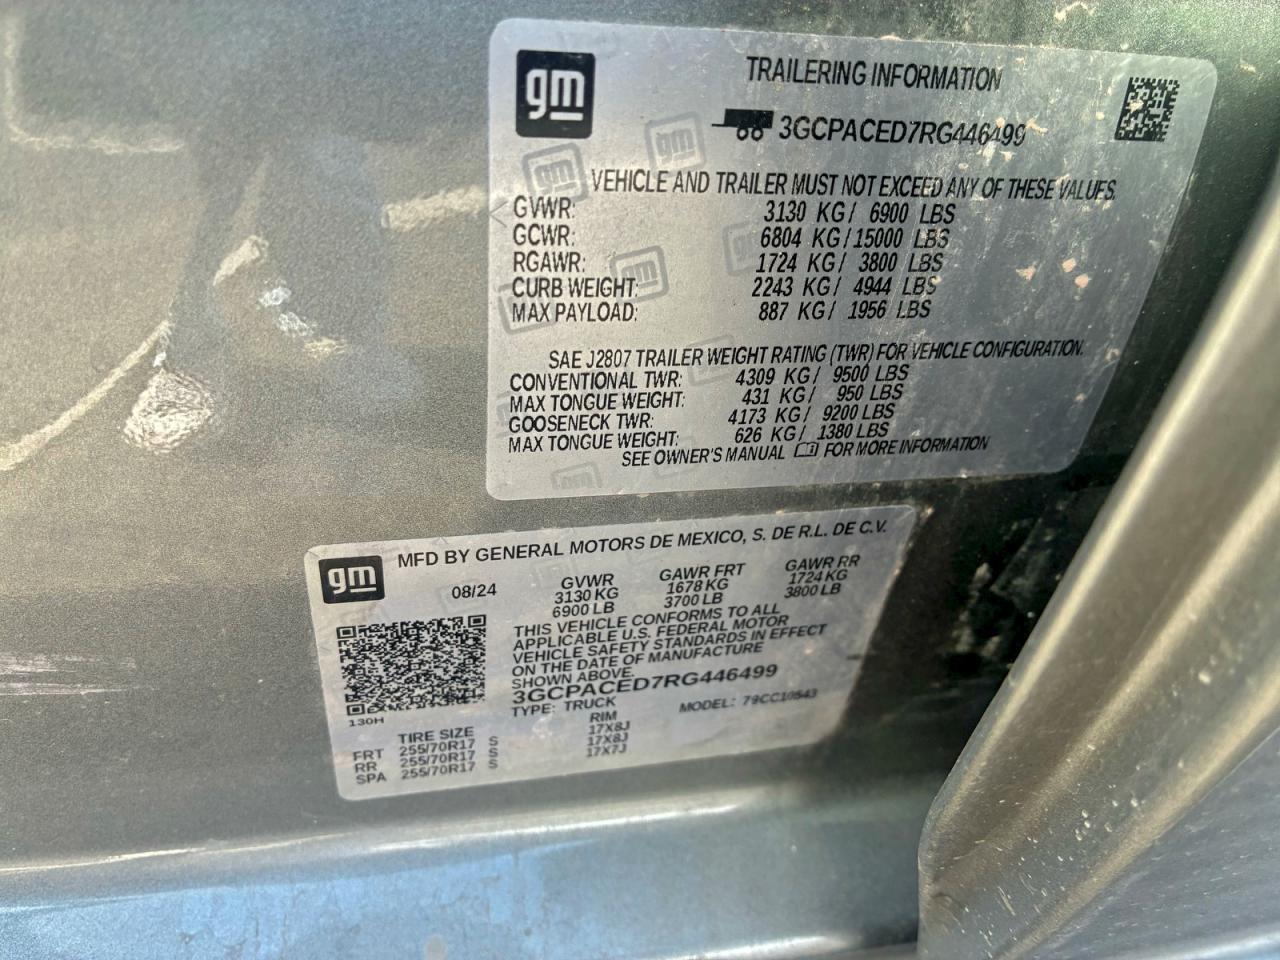 gm
TRAILERING INFORMATION
3GCPACED7RG446499
VEHICLE AND TRAILER MUST NOT EXCEED ANY OF THESE VALUES.
GVWR: 3130 KG/ 6900 LBS
GCWR: 6804 KG/ 15000 LBS
RGAWR: 1724 KG/ 3800 LBS
CURB WEIGHT: 2243 KG/ 4944 LBS
MAX PAYLOAD: 887 KG/ 1956 LBS
SAE J2807 TRAILER WEIGHT RATING (TWR) FOR VEHICLE CONFIGURATION.
CONVENTIONAL TWR: 4309 KG/ 9500 LBS
MAX TONGUE WEIGHT: 431 KG/ 950 LBS
GOOSENECK TWR: 4173 KG/ 9200 LBS
MAX TONGUE WEIGHT: 626 KG/ 1380 LBS
SEE OWNER'S MANUAL FOR MORE INFORMATION
gm
MFD BY GENERAL MOTORS DE MEXICO, S. DE R.L. DE C.V.
08/24 GVWR GAWR FRT GAWR RR
3130 KG 1678 KG 1724 KG
6900 LB 3700 LB 3800 LB
THIS VEHICLE CONFORMS TO ALL
APPLICABLE U.S. FEDERAL MOTOR
VEHICLE SAFETY STANDARDS IN EFFECT
ON THE DATE OF MANUFACTURE
SHOWN ABOVE.
3GCPACED7RG446499
TYPE: TRUCK MODEL: 79CC10543
130H
TIRE SIZE RIM
FRT 255/70R17 S 17X8J
RR 255/70R17 S 17X8J
SPA 255/70R17 S 17X7J